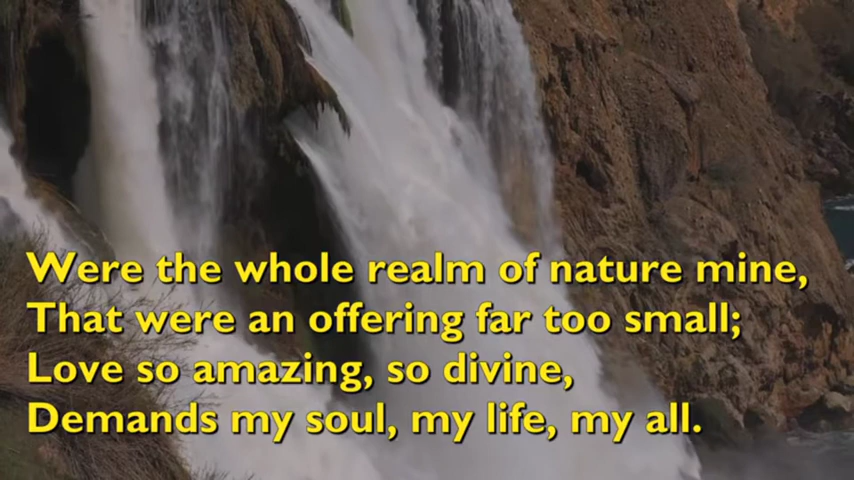 Were the whole realm of nature mine,
That were an offering far too small;
Love so amazing, so divine,
Demands my soul, my life, my all.